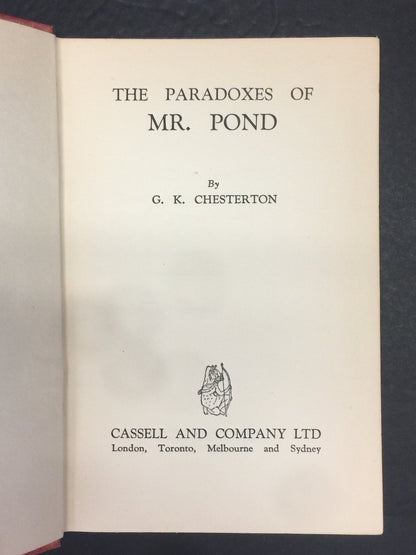 THE PARADOXES OF
MR. POND
By
G. K. CHESTERTON
CASSELL AND COMPANY LTD
London, Toronto, Melbourne and Sydney